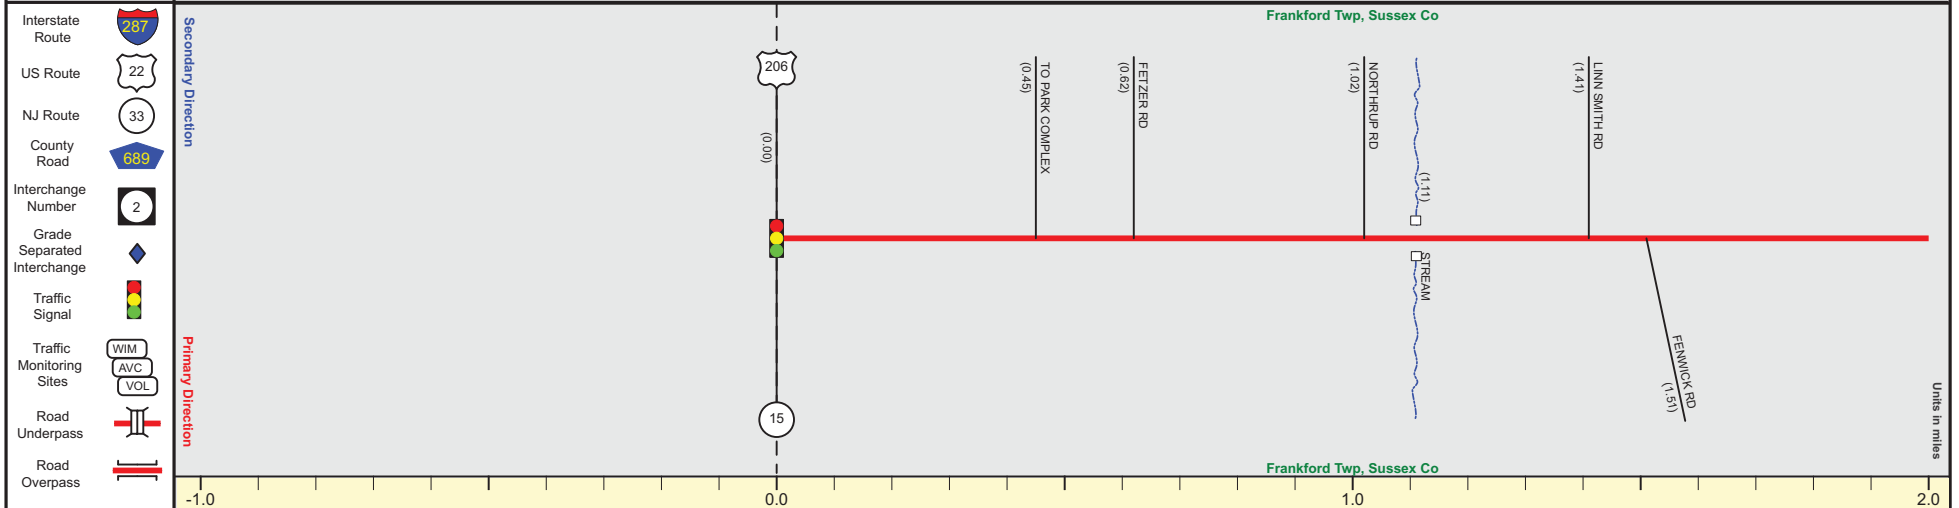 Interstate
Route
287
US Route
22
NJ Route
33
County
Road
689
Interchange
Number
2
Grade
Separated
Interchange
Traffic
Signal
Traffic
Monitoring
Sites
WIM
AVC
VOL
Road
Underpass
Road
Overpass
Secondary Direction
Primary Direction
Frankford Twp, Sussex Co
206
(0.00)
15
TO PARK COMPLEX
(0.45)
FETZER RD
(0.62)
NORTHRUP RD
(1.02)
(1.11)
STREAM
LINN SMITH RD
(1.41)
FENWICK RD
(1.51)
Units in miles
Frankford Twp, Sussex Co
-1.0 0.0 1.0 2.0